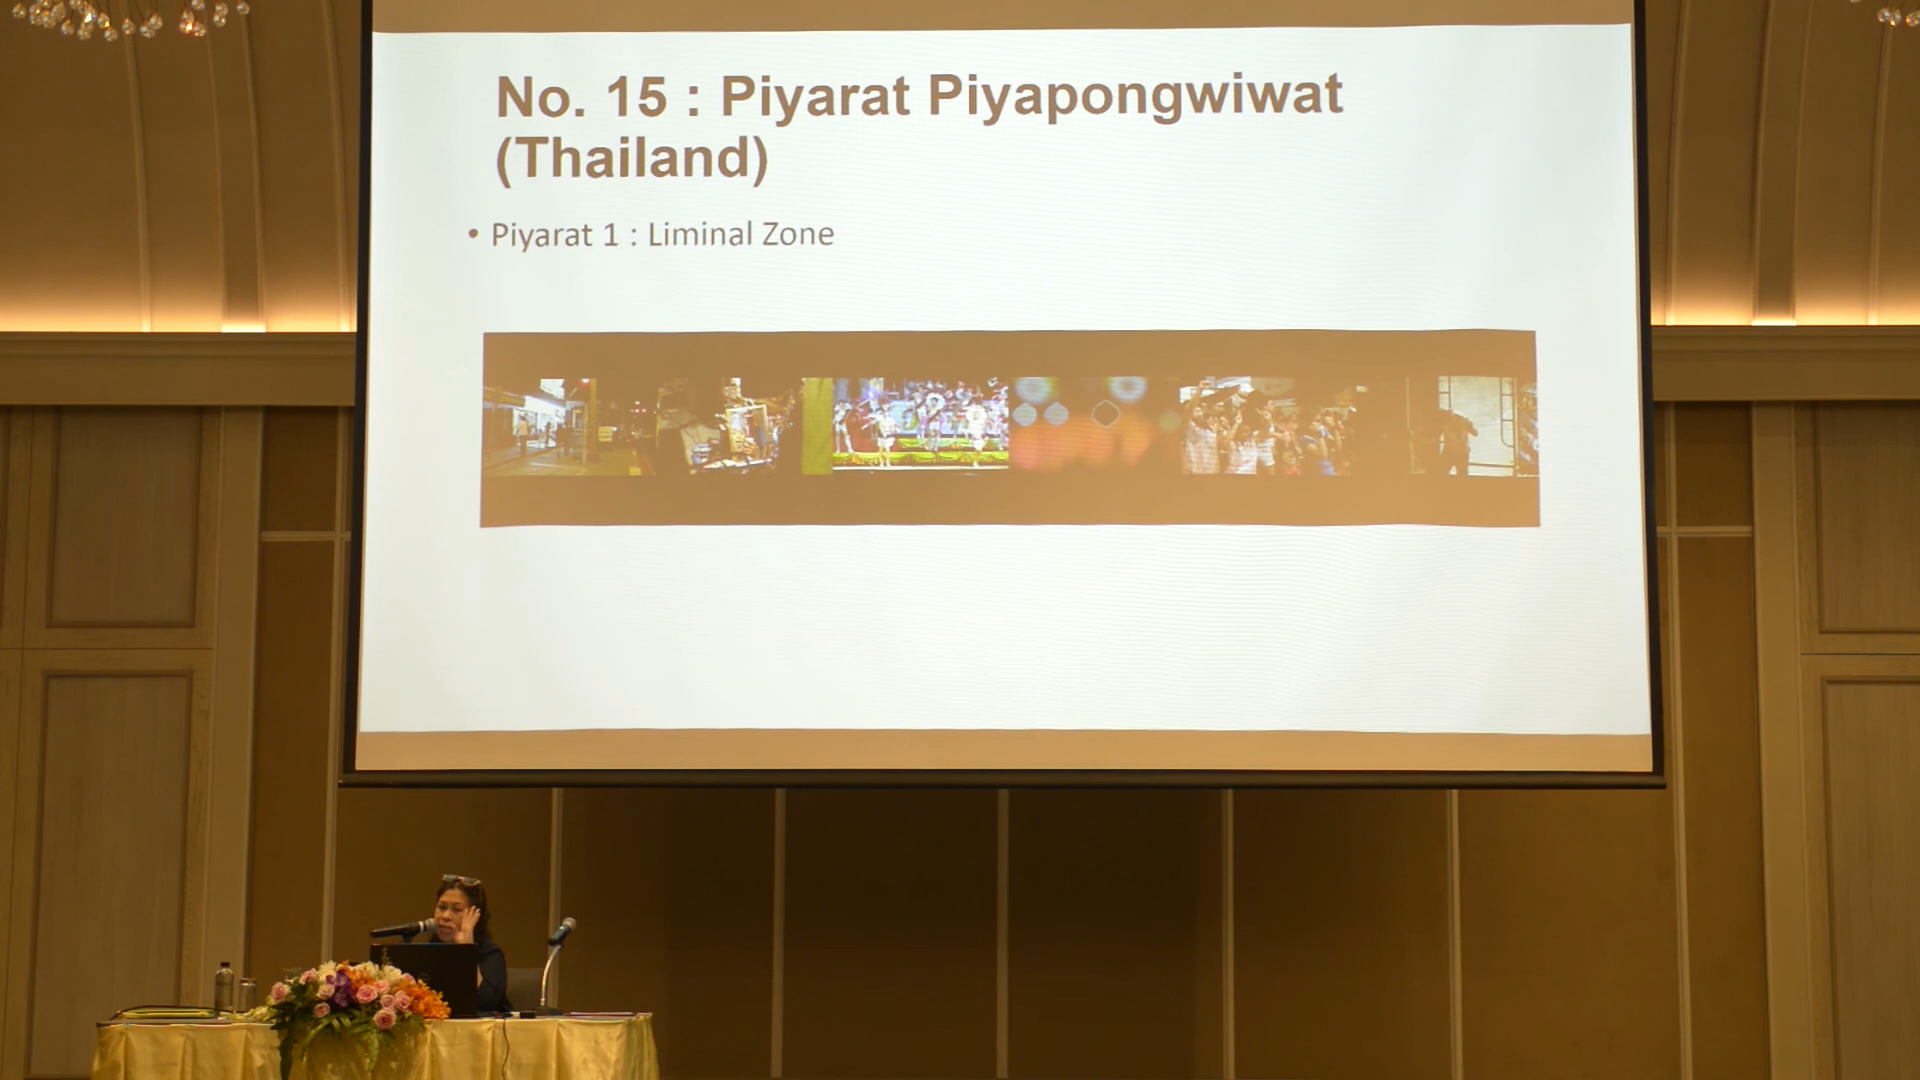 No. 15 : Piyarat Piyapongwiwat
(Thailand)
• Piyarat 1 : Liminal Zone